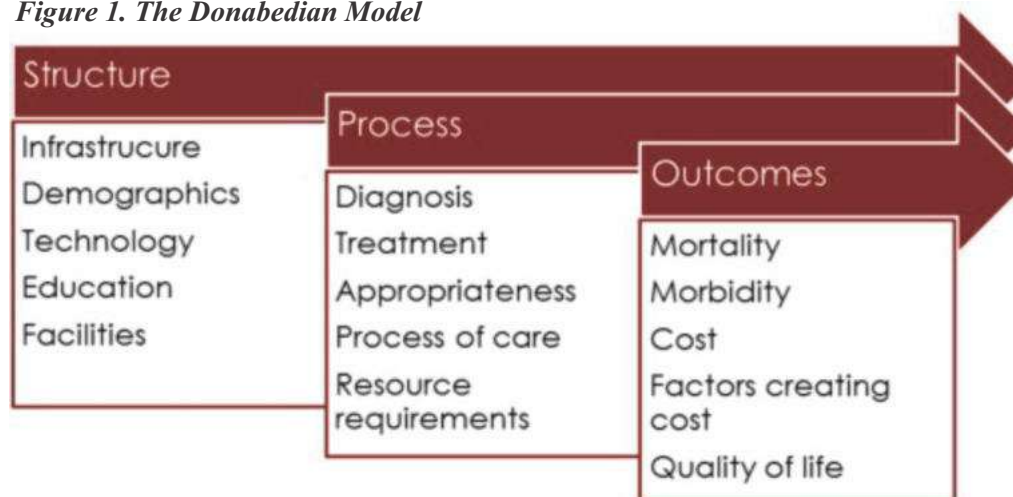 Figure 1. The Donabedian Model
Structure
Infrastrucure
Demographics
Technology
Education
Facilities
Process
Diagnosis
Treatment
Appropriateness
Process of care
Resource
requirements
Outcomes
Mortality
Morbidity
Cost
Factors creating
cost
Quality of life